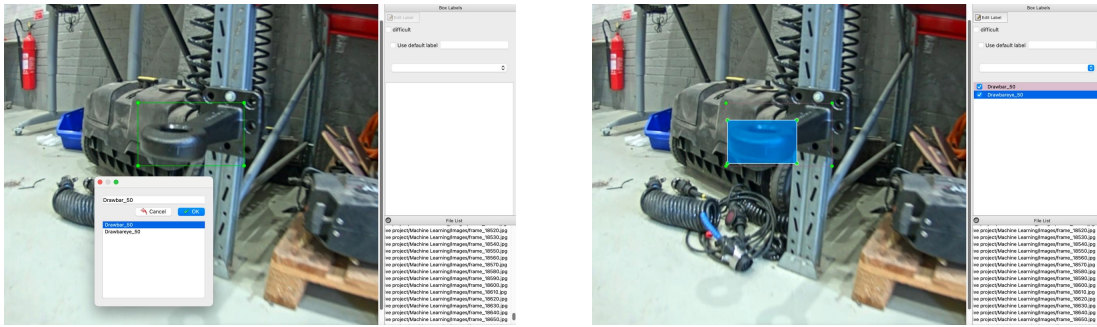 Box Labels
Edit Label
difficult
Use default label
Drawbar_50
Cancel
OK
Drawbar_50
Drawbareye_50
File List
ve project/Machine Learning/Images/frame_18520.jpg
ve project/Machine Learning/Images/frame_18530.jpg
ve project/Machine Learning/Images/frame_18540.jpg
ve project/Machine Learning/Images/frame_18550.jpg
ve project/Machine Learning/Images/frame_18560.jpg
ve project/Machine Learning/Images/frame_18570.jpg
ve project/Machine Learning/Images/frame_18580.jpg
ve project/Machine Learning/Images/frame_18590.jpg
ve project/Machine Learning/Images/frame_18600.jpg
ve project/Machine Learning/Images/frame_18610.jpg
ve project/Machine Learning/Images/frame_18620.jpg
ve project/Machine Learning/Images/frame_18630.jpg
ve project/Machine Learning/Images/frame_18640.jpg
ve project/Machine Learning/Images/frame_18650.jpg
Box Labels
Edit Label
difficult
Use default label
Drawbar_50
Drawbareye_50
File List
ve project/Machine Learning/Images/frame_18520.jpg
ve project/Machine Learning/Images/frame_18530.jpg
ve project/Machine Learning/Images/frame_18540.jpg
ve project/Machine Learning/Images/frame_18550.jpg
ve project/Machine Learning/Images/frame_18560.jpg
ve project/Machine Learning/Images/frame_18570.jpg
ve project/Machine Learning/Images/frame_18580.jpg
ve project/Machine Learning/Images/frame_18590.jpg
ve project/Machine Learning/Images/frame_18600.jpg
ve project/Machine Learning/Images/frame_18610.jpg
ve project/Machine Learning/Images/frame_18620.jpg
ve project/Machine Learning/Images/frame_18630.jpg
ve project/Machine Learning/Images/frame_18640.jpg
ve project/Machine Learning/Images/frame_18650.jpg